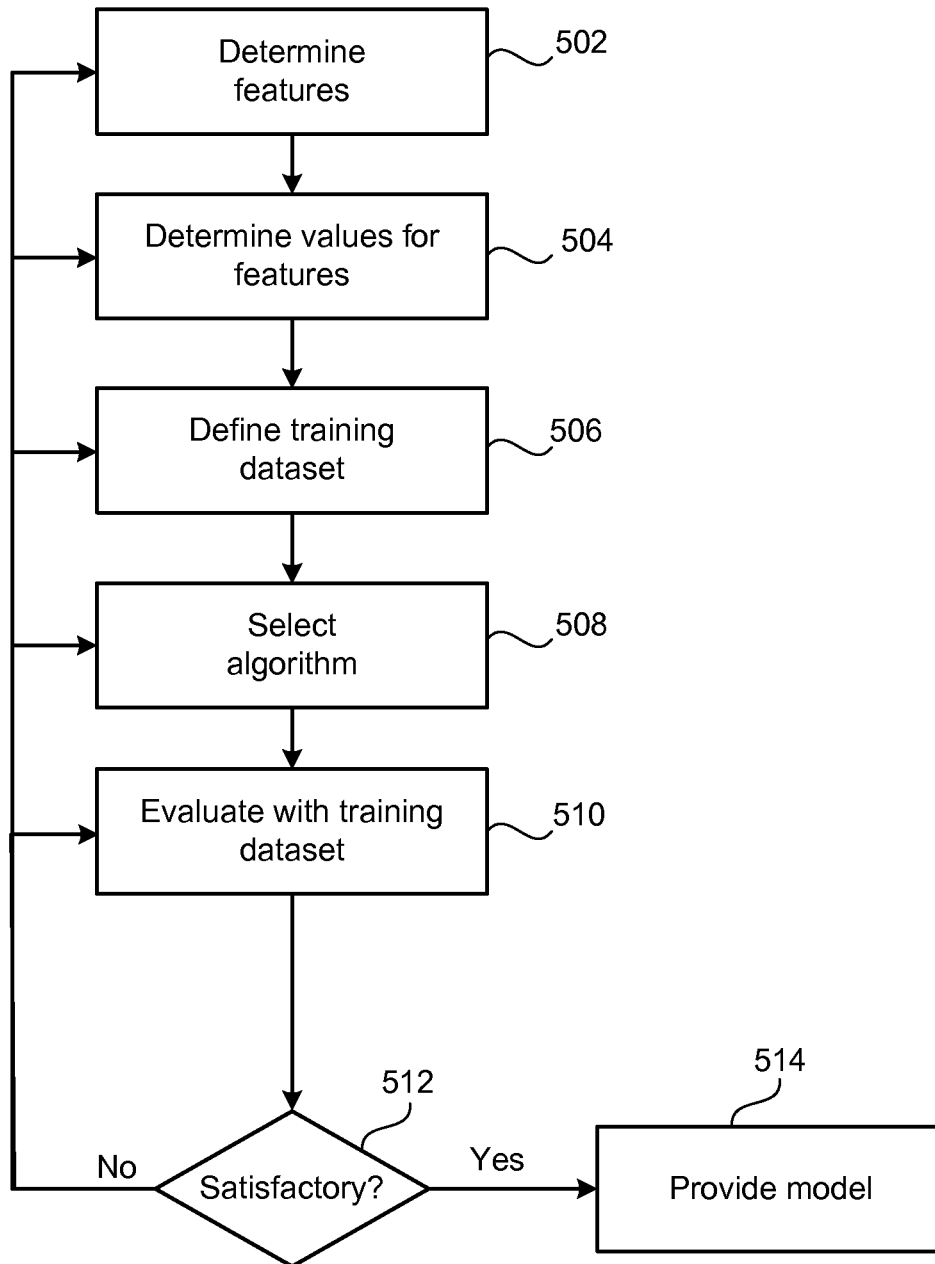 Determine
features
502
Determine values for
features
504
Define training
dataset
506
Select
algorithm
508
Evaluate with training
dataset
510
512
514
No
Satisfactory?
Yes
Provide model